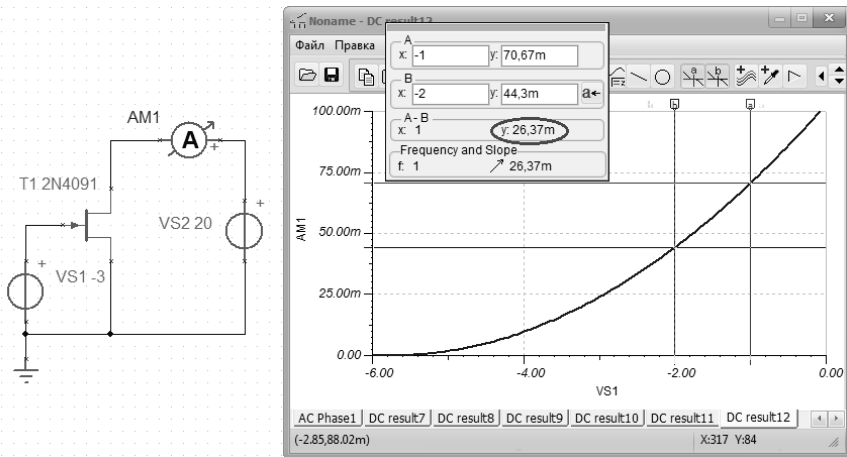 AM1
A
+
T1 2N4091
VS2 20
+
+
VS1 -3
Noname - DC result12
Файл Правка
A
x: -1 y: 70,67m
B
x: -2 y: 44,3m a←
A - B
x: 1 y: 26,37m
Frequency and Slope
f: 1 26,37m
a b
b a
100.00m
75.00m
50.00m
25.00m
0.00
AM1
-6.00 -4.00 -2.00 0.00
VS1
AC Phase1 DC result7 DC result8 DC result9 DC result10 DC result11 DC result12
(-2.85,88.02m) X:317 Y:84